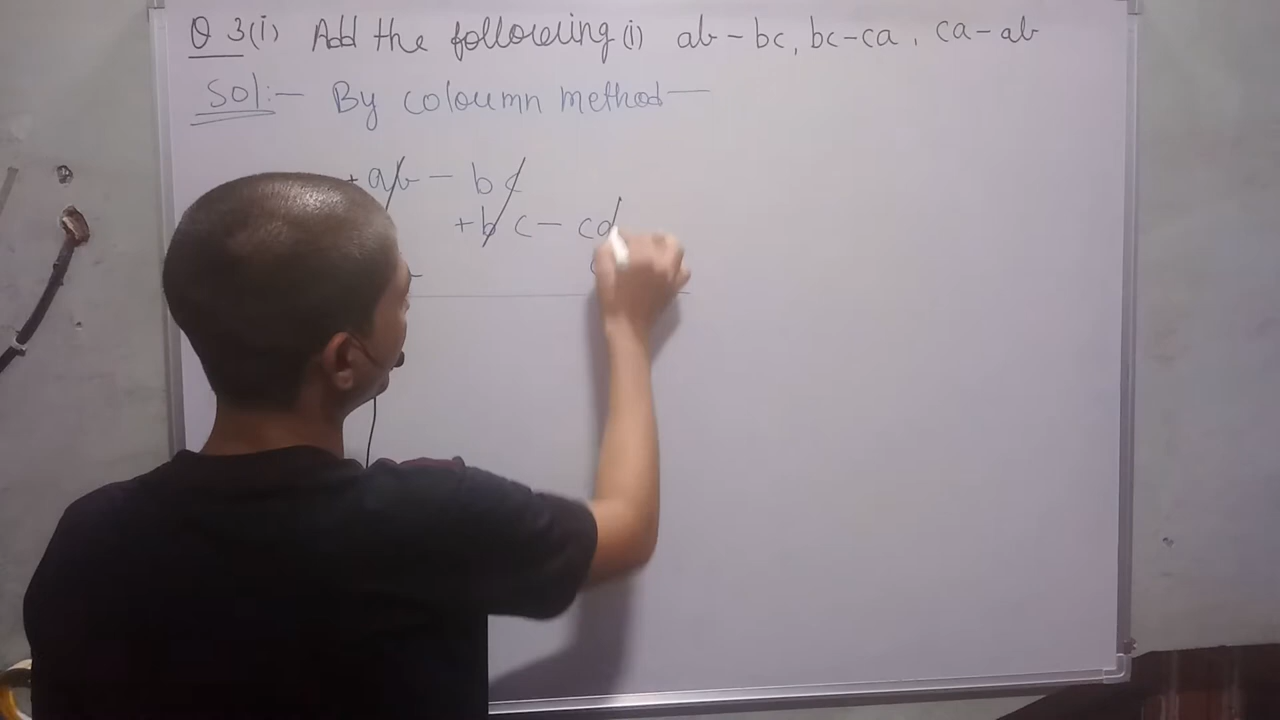 Q 3(i) Add the following (i) ab - bc, bc - ca, ca - ab
Sol:- By coloumn method —
+ ab - bc
+ bc - ca